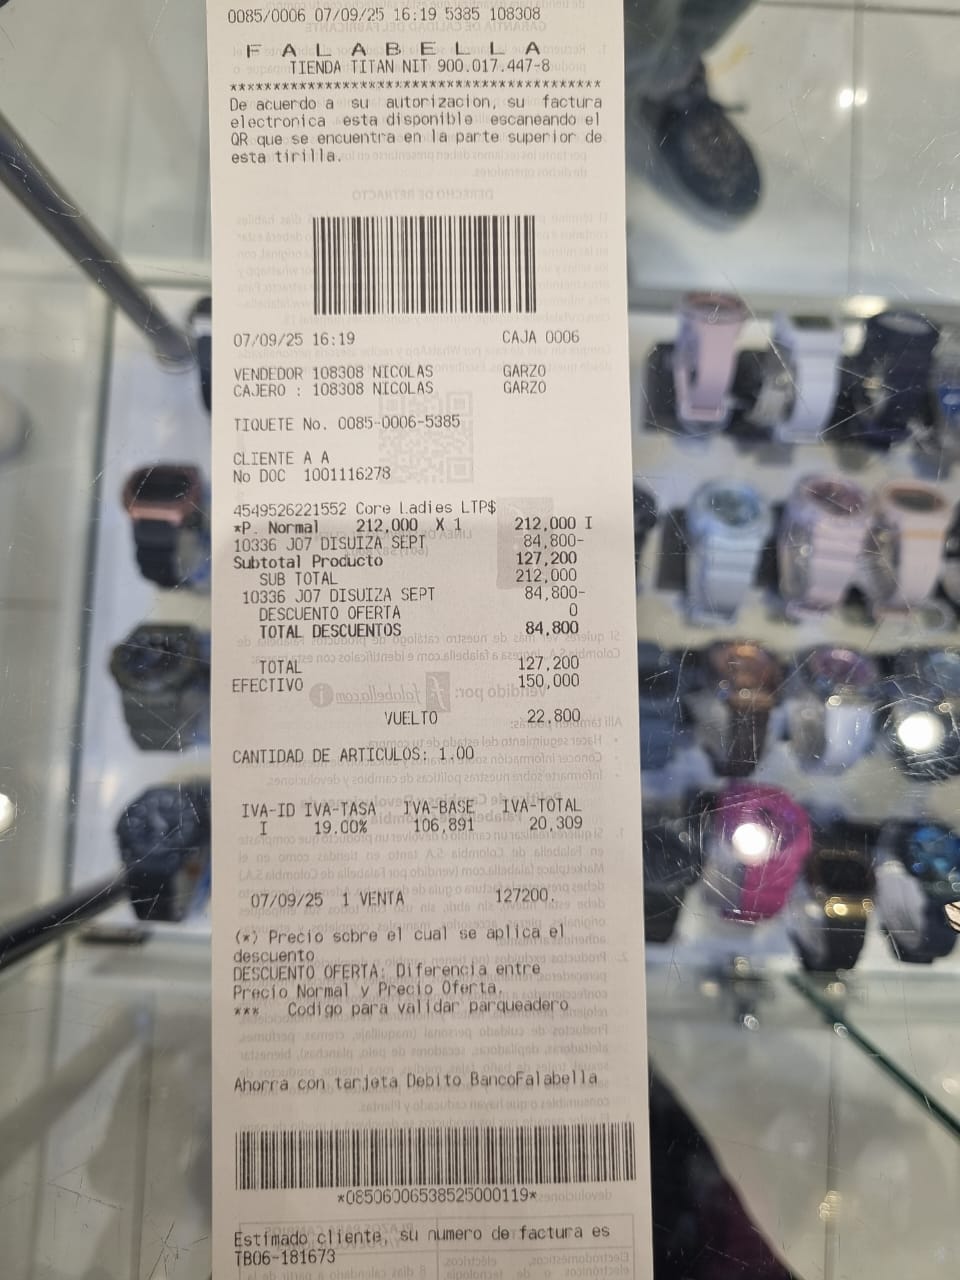 0085/0006 07/09/25 16:19 5385 108308
F A L A B E L L A
TIENDA TITAN NIT 900.017.447-8
*******************************************
De acuerdo a su autorizacion, su factura
electronica esta disponible escaneando el
QR que se encuentra en la parte superior de
esta tirilla.
07/09/25 16:19 CAJA 0006
VENDEDOR 108308 NICOLAS GARZO
CAJERO : 108308 NICOLAS GARZO
TIQUETE No. 0085-0006-5385
CLIENTE A A
No DOC 1001116278
4549526221552 Core Ladies LTP$
*P. Normal 212,000 X 1 212,000 I
10336 J07 DISUIZA SEPT 84,800-
Subtotal Producto 127,200
SUB TOTAL 212,000
10336 J07 DISUIZA SEPT 84,800-
DESCUENTO OFERTA 0
TOTAL DESCUENTOS 84,800
TOTAL 127,200
EFECTIVO 150,000
VUELTO 22,800
CANTIDAD DE ARTICULOS: 1.00
IVA-ID IVA-TASA IVA-BASE IVA-TOTAL
I 19.00% 106,891 20,309
07/09/25 1 VENTA 127200.
(*) Precio sobre el cual se aplica el
descuento
DESCUENTO OFERTA: Diferencia entre
Precio Normal y Precio Oferta.
*** Codigo para validar parqueadero
Ahorra con tarjeta Debito BancoFalabella
*08506006538525000119*
Estimado cliente, su numero de factura es
TB06-181673